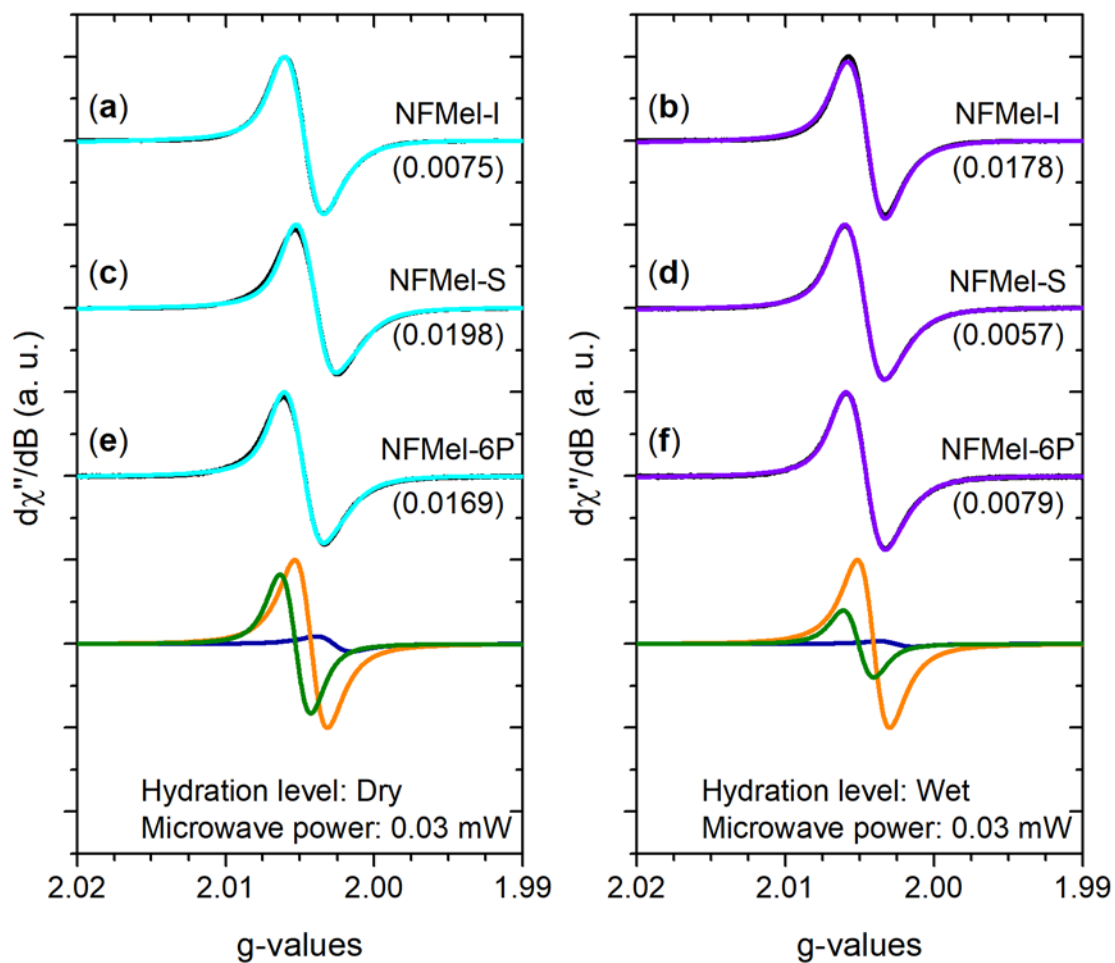 (a)
NFMel-I
(0.0075)
(c)
NFMel-S
(0.0198)
(e)
NFMel-6P
(0.0169)
Hydration level: Dry
Microwave power: 0.03 mW
dχ"/dB (a. u.)
dχ"/dB (a. u.)
2.02 2.01 2.00 1.99
g-values
(b)
NFMel-I
(0.0178)
(d)
NFMel-S
(0.0057)
(f)
NFMel-6P
(0.0079)
Hydration level: Wet
Microwave power: 0.03 mW
2.02 2.01 2.00 1.99
g-values